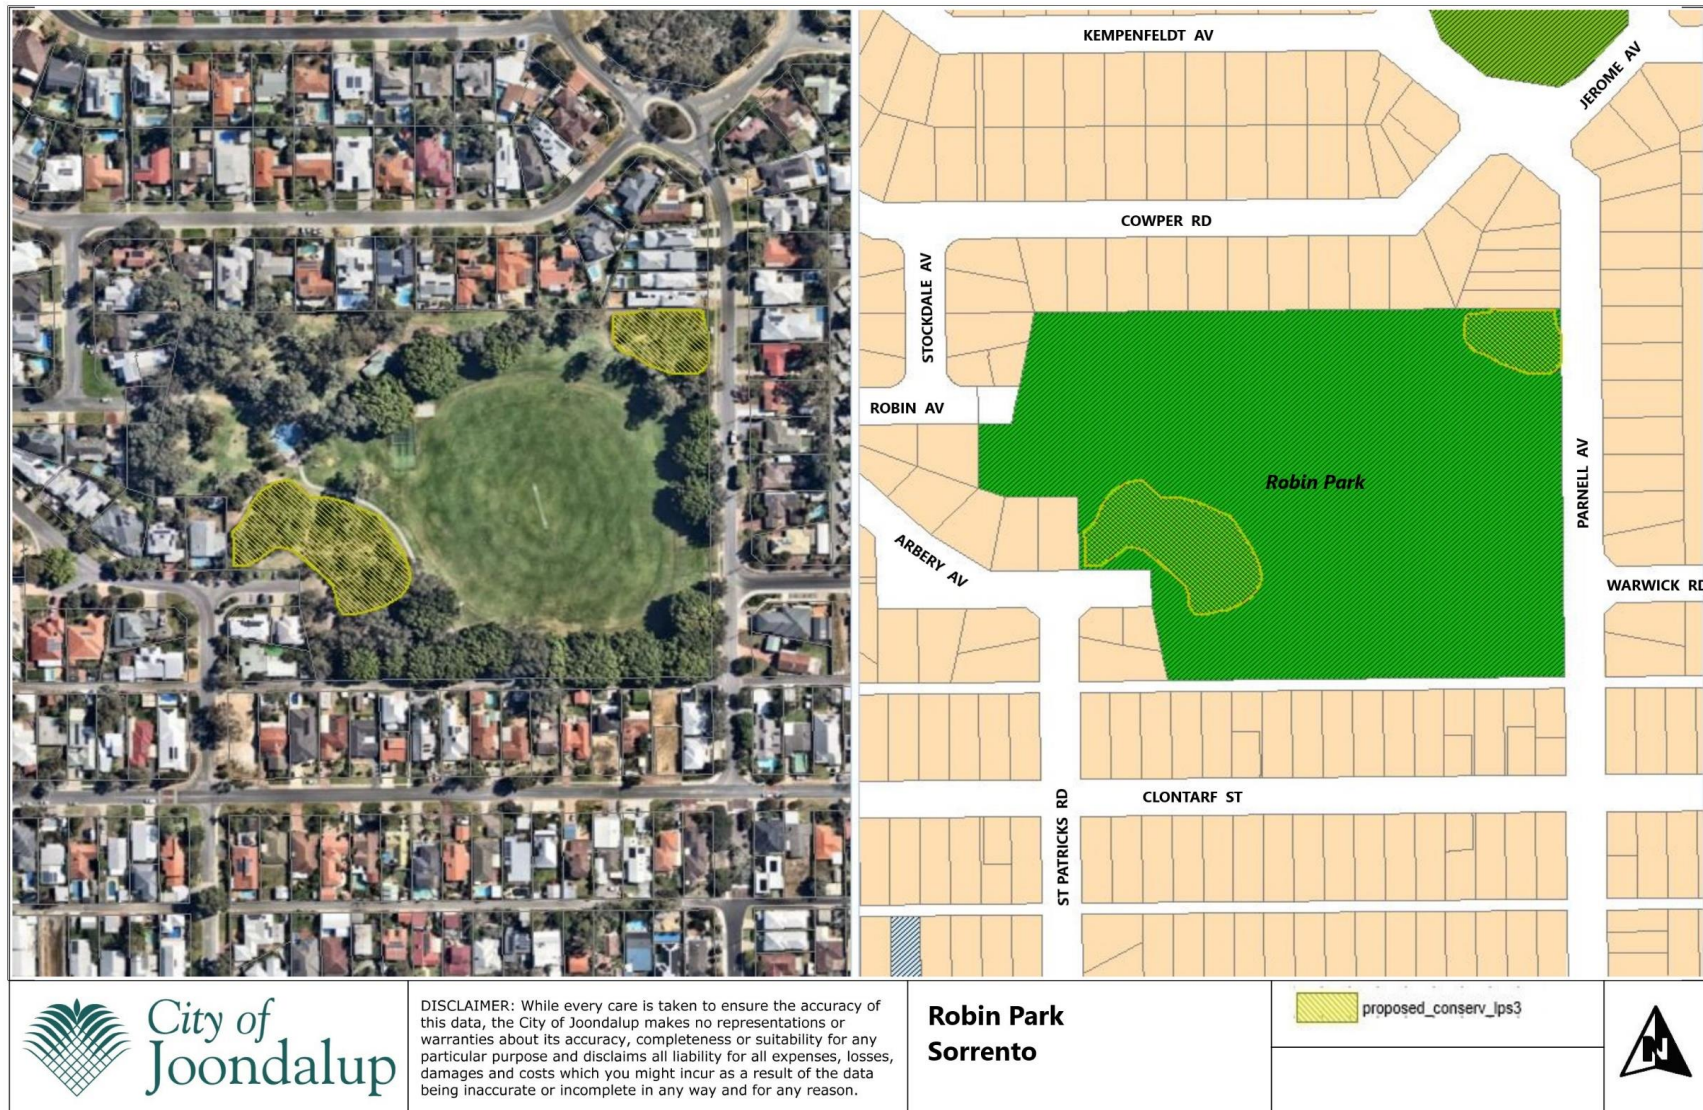 KEMPENFELDT AV
JEROME AV
COWPER RD
STOCKDALE AV
ROBIN AV
Robin Park
PARNELL AV
ARBERY AV
WARWICK RD
CLONTARF ST
ST PATRICKS RD
City of
Joondalup
DISCLAIMER: While every care is taken to ensure the accuracy of
this data, the City of Joondalup makes no representations or
warranties about its accuracy, completeness or suitability for any
particular purpose and disclaims all liability for all expenses, losses,
damages and costs which you might incur as a result of the data
being inaccurate or incomplete in any way and for any reason.
Robin Park
Sorrento
proposed_conserv_lps3
N